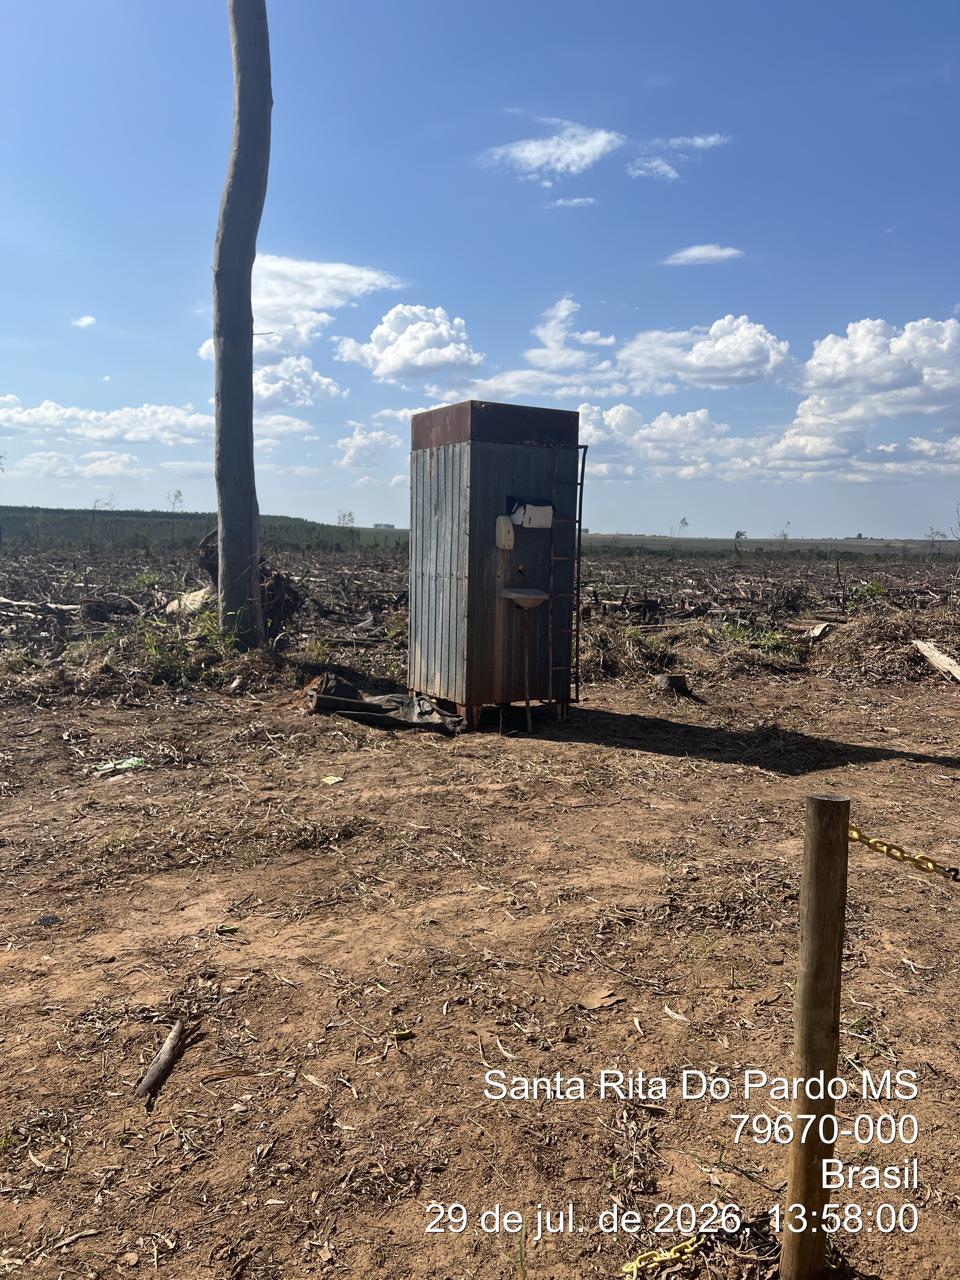 Santa Rita Do Pardo MS
79670-000
Brasil
29 de jul. de 2026, 13:58:00